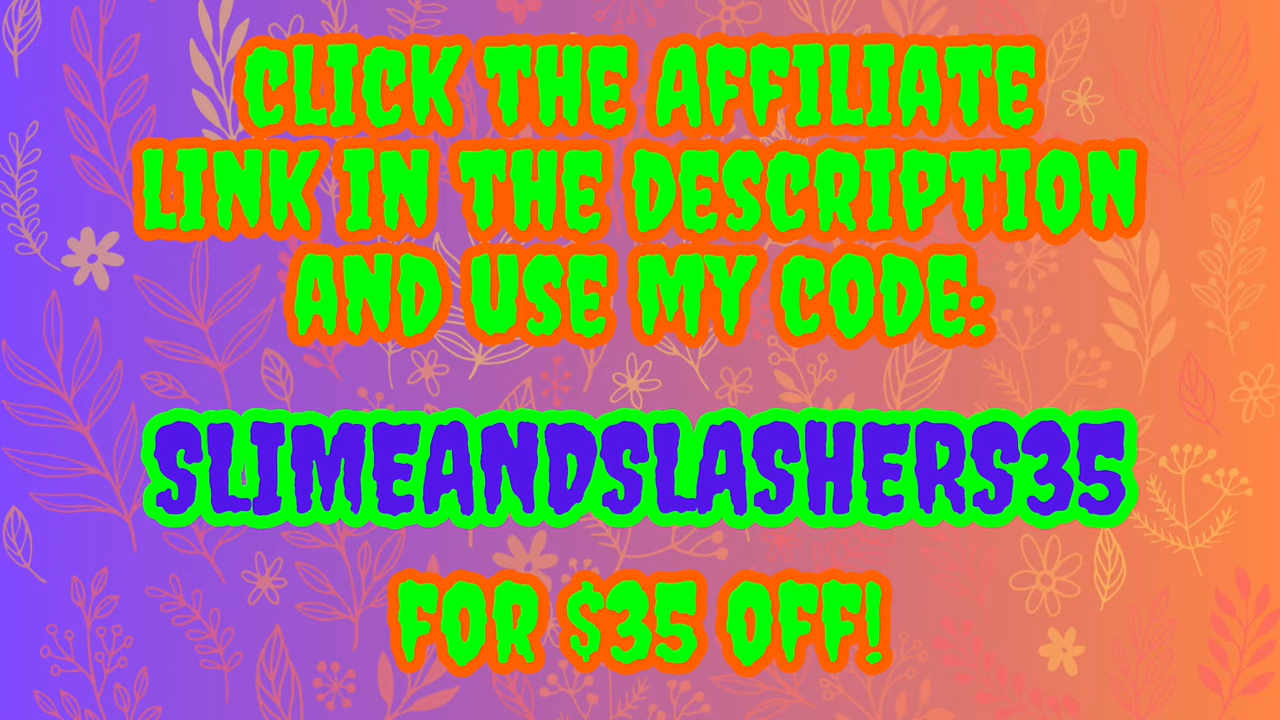 CLICK THE AFFILIATE
LINK IN THE DESCRIPTION
AND USE MY CODE:
SLIMEANDSLASHERS35
FOR $35 OFF!